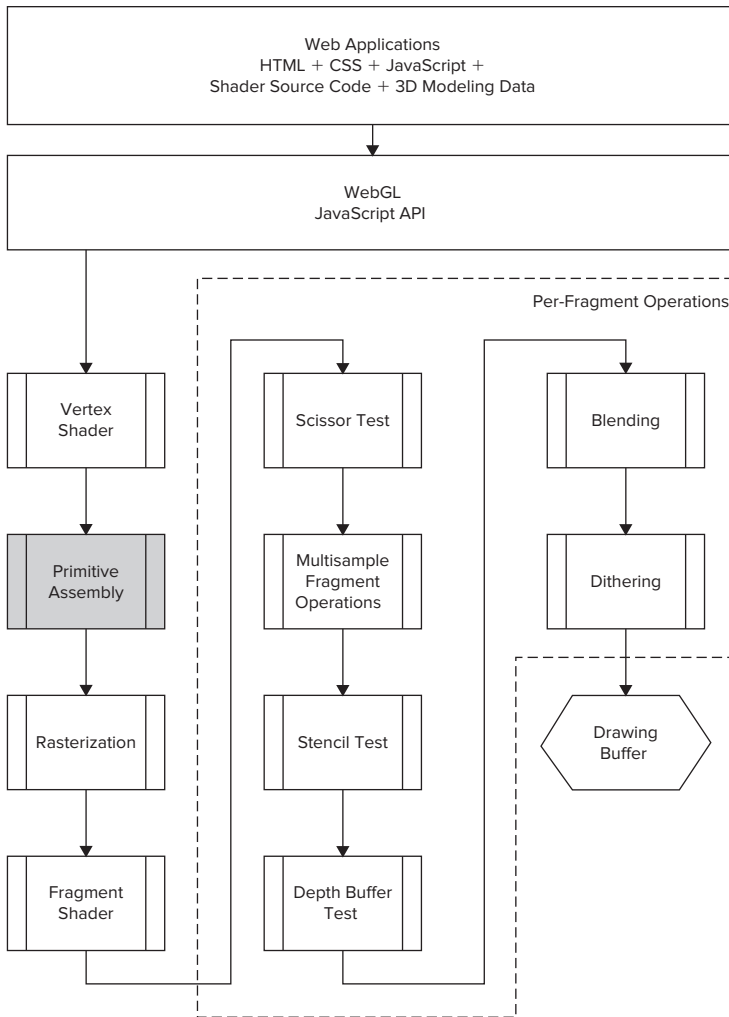 Web Applications
HTML + CSS + JavaScript +
Shader Source Code + 3D Modeling Data
WebGL
JavaScript API
Per-Fragment Operations
Vertex
Shader
Scissor Test
Blending
Primitive
Assembly
Multisample
Fragment
Operations
Dithering
Rasterization
Stencil Test
Drawing
Buffer
Fragment
Shader
Depth Buffer
Test